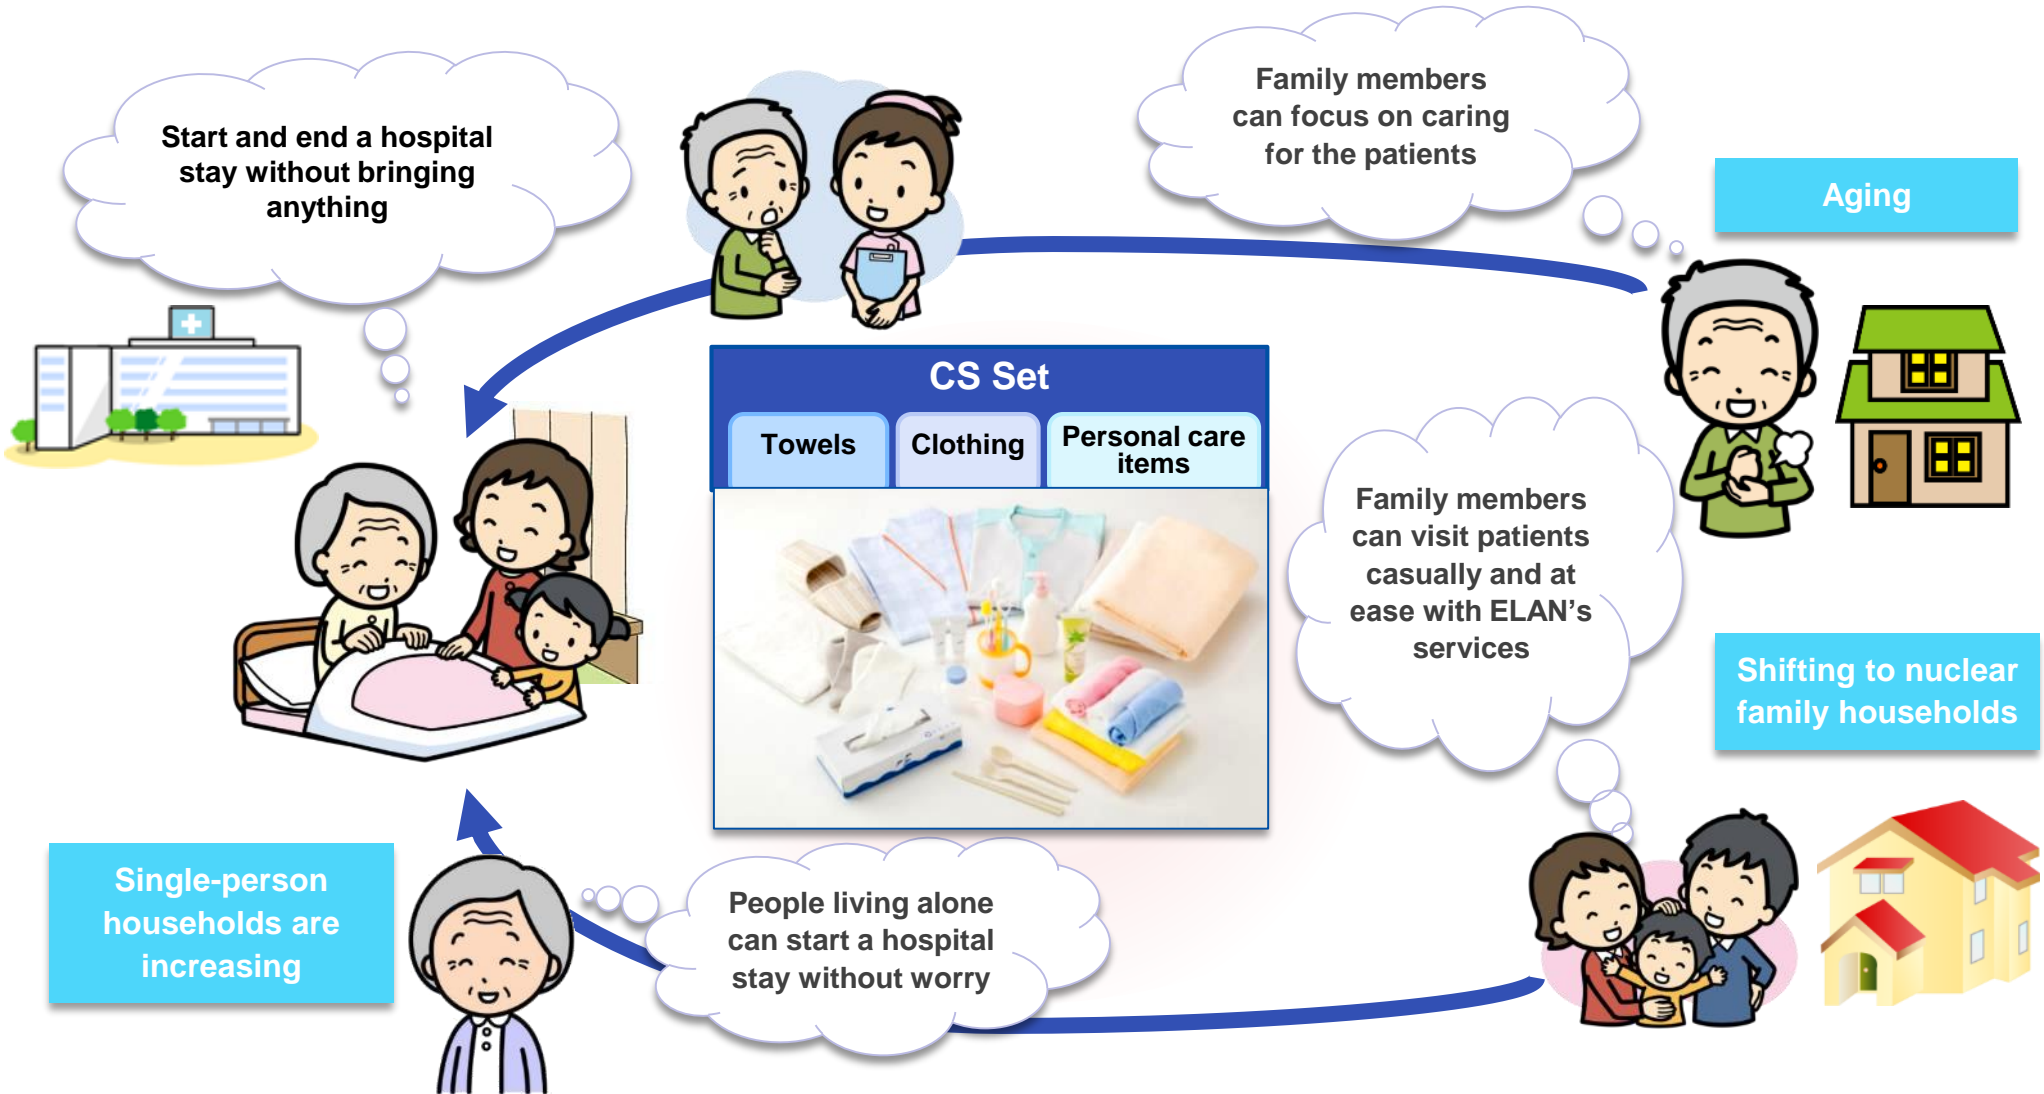 Start and end a hospital
stay without bringing
anything
Family members
can focus on caring
for the patients
Aging
CS Set
Towels
Clothing
Personal care
items
Family members
can visit patients
casually and at
ease with ELAN’s
services
Shifting to nuclear
family households
Single-person
households are
increasing
People living alone
can start a hospital
stay without worry